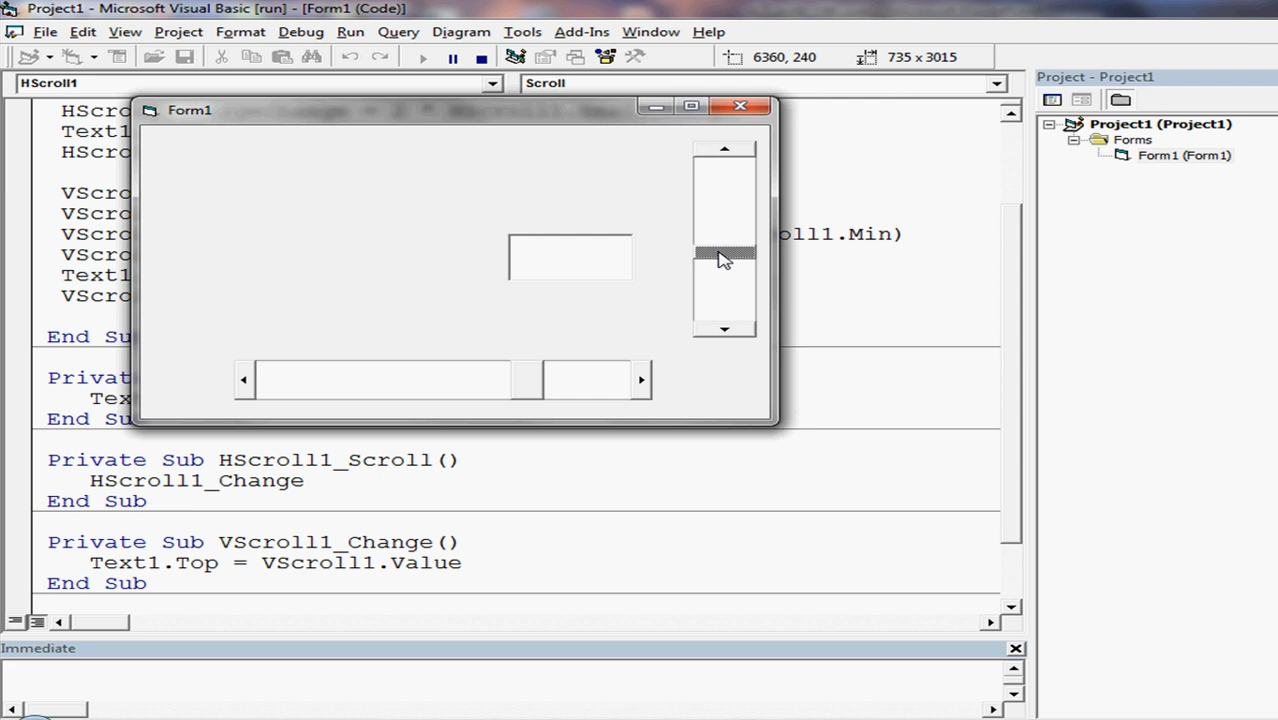 Project1 - Microsoft Visual Basic [run] - [Form1 (Code)]
File Edit View Project Format Debug Run Query Diagram Tools Add-Ins Window Help
6360, 240 735 x 3015
HScroll1 Scroll
Project - Project1
Form1
HScro
Text1
HScro
Project1 (Project1)
Forms
Form1 (Form1)
VScro
VScro
VScro oll1.Min)
VScro
Text1
VScro
End Su
Privat
Tex
End Su
Private Sub HScroll1_Scroll()
HScroll1_Change
End Sub
Private Sub VScroll1_Change()
Text1.Top = VScroll1.Value
End Sub
Immediate